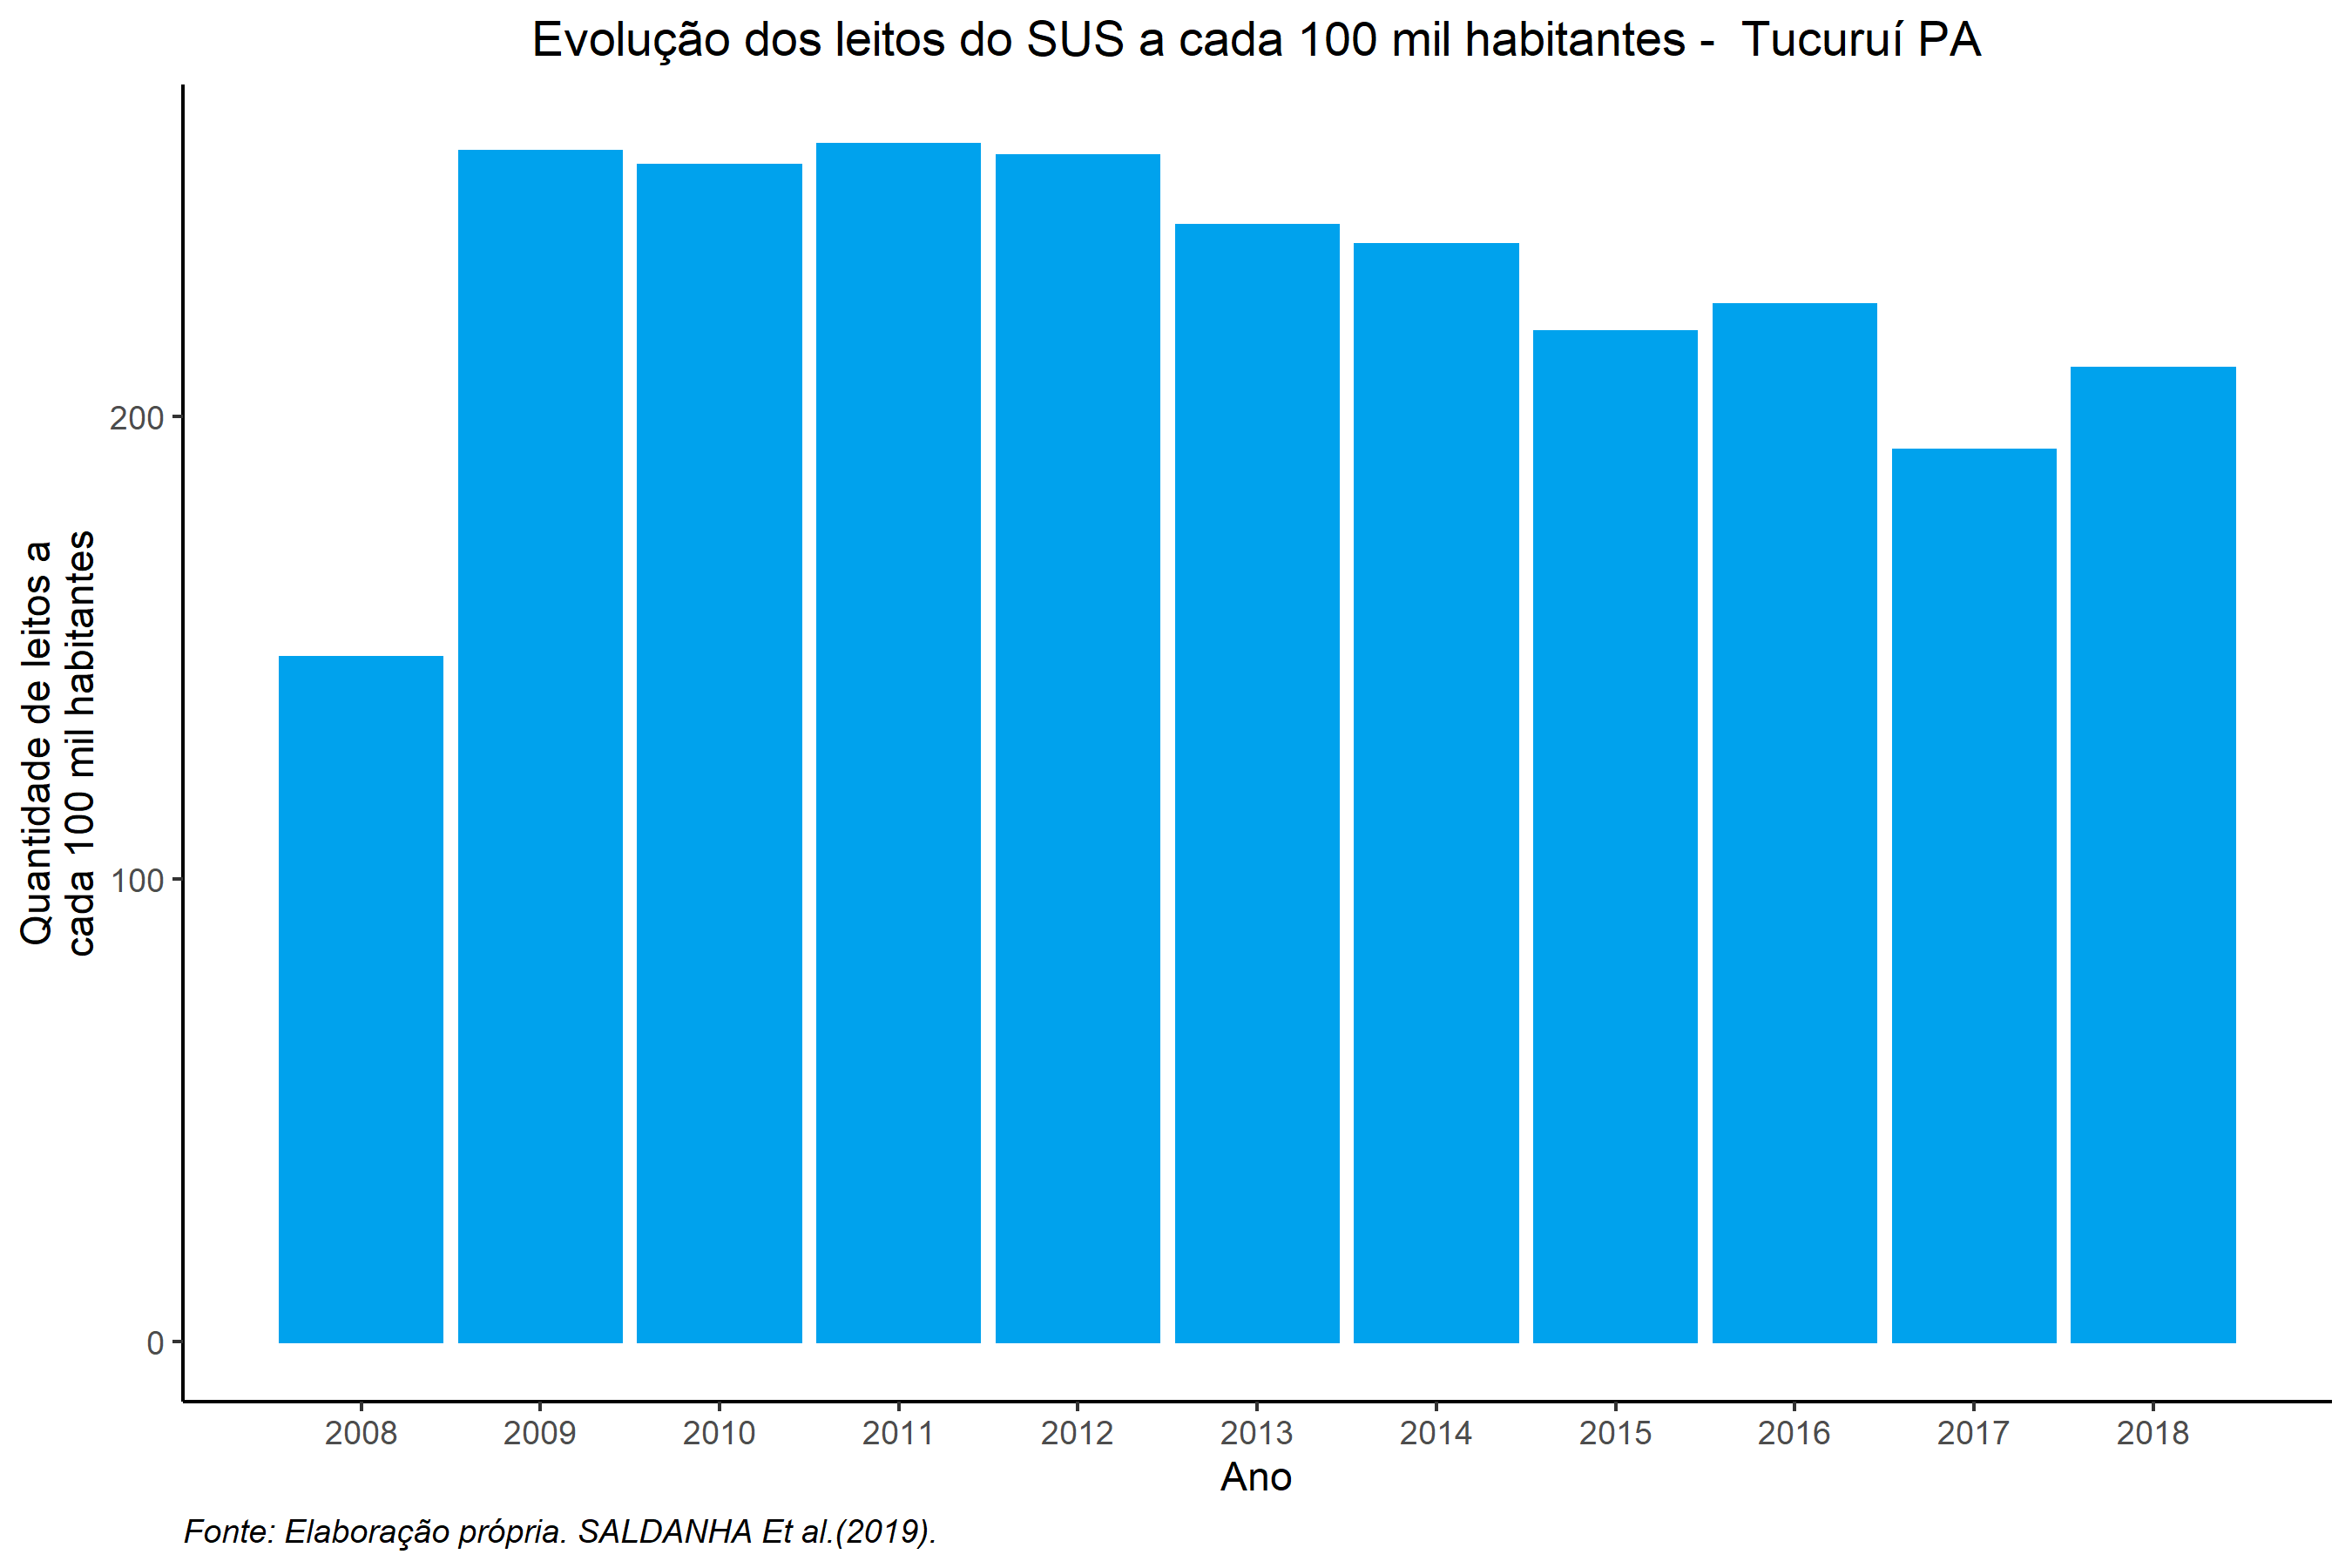 Evolução dos leitos do SUS a cada 100 mil habitantes -  Tucuruí PA
Quantidade de leitos a
cada 100 mil habitantes
200
100
0
2008 2009 2010 2011 2012 2013 2014 2015 2016 2017 2018
Ano
Fonte: Elaboração própria. SALDANHA Et al.(2019).